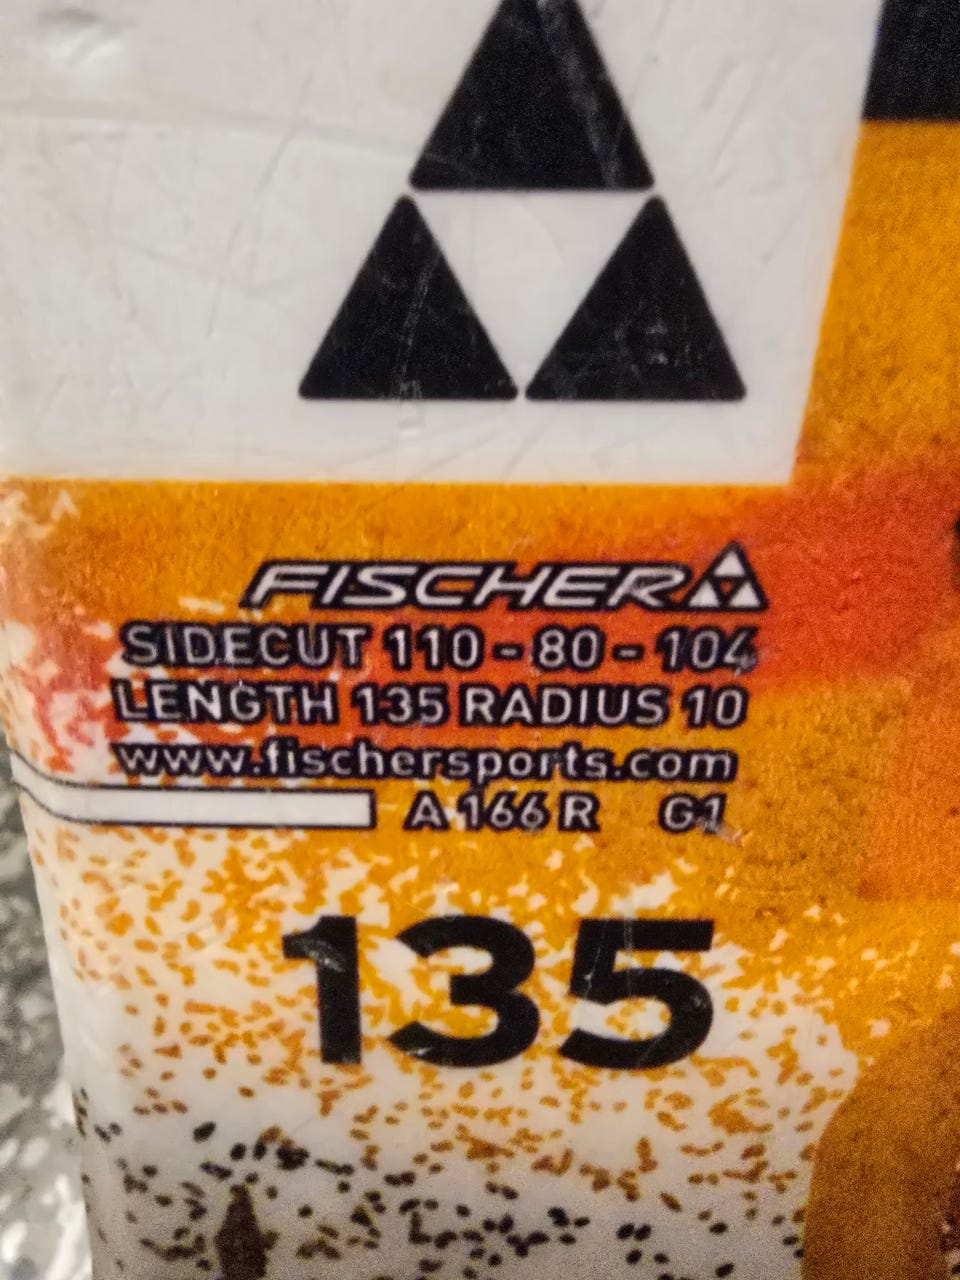 FISCHER
SIDECUT 110 - 80 - 104
LENGTH 135 RADIUS 10
www.fischersports.com
A 166 R G1
135